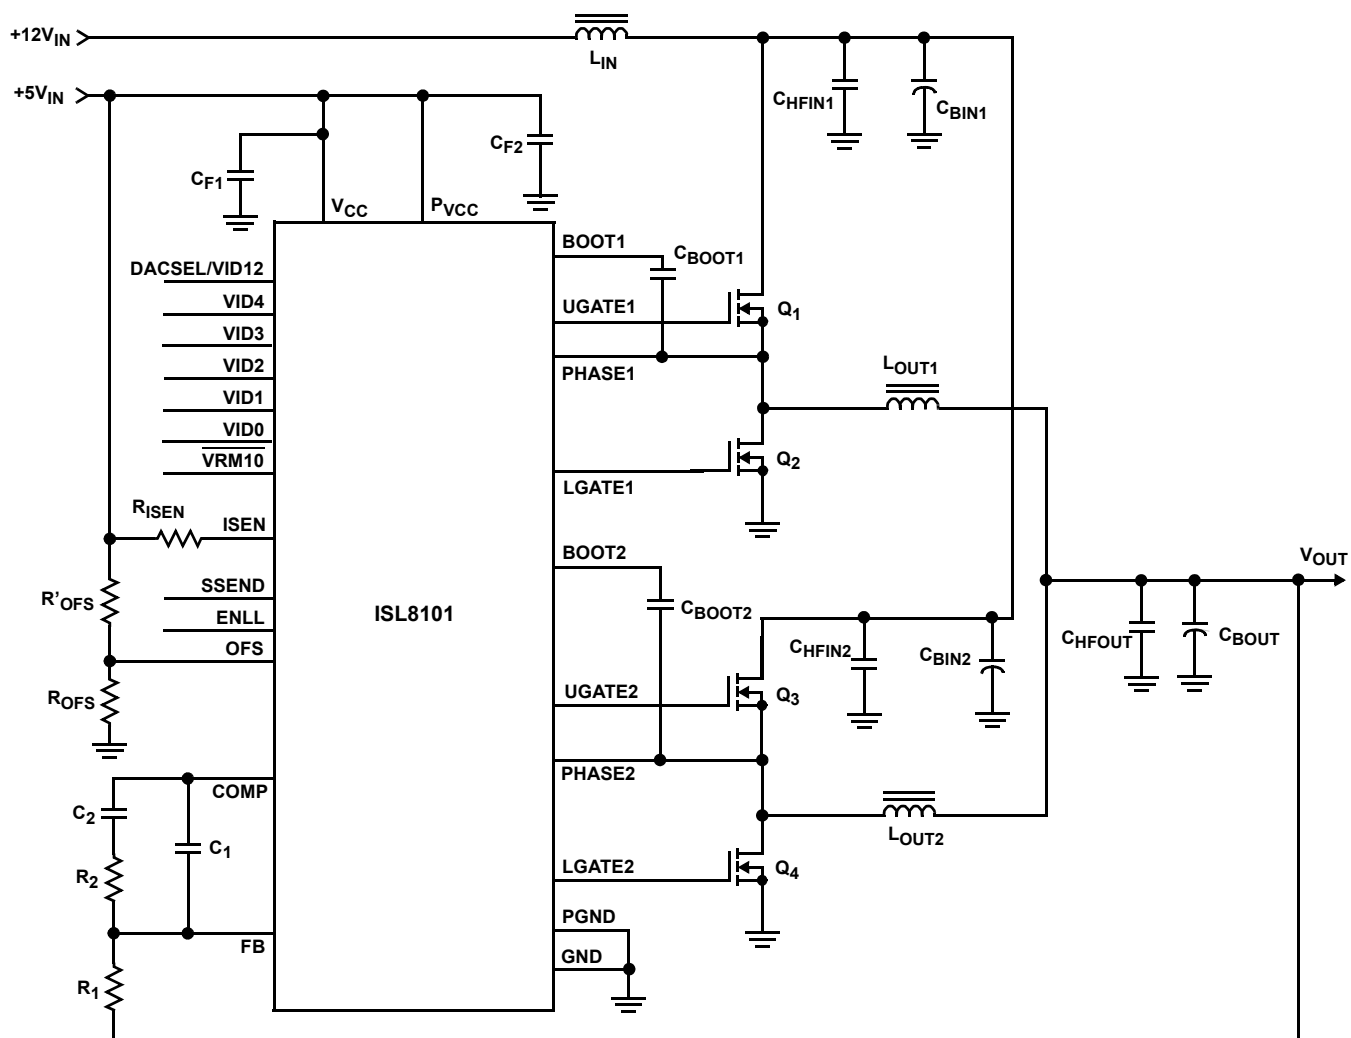 +12VIN
LIN
+5VIN
CHFIN1
CBIN1
CF2
CF1
VCC
PVCC
BOOT1
CBOOT1
DACSEL/VID12
VID4
UGATE1
Q1
VID3
VID2
PHASE1
LOUT1
VID1
VID0
VRM10
Q2
LGATE1
RISEN
ISEN
BOOT2
VOUT
SSEND
R'OFS
ISL8101
CBOOT2
ENLL
OFS
CHFIN2
CBIN2
CHFOUT
CBOUT
ROFS
UGATE2
Q3
PHASE2
COMP
C2
C1
LOUT2
R2
LGATE2
Q4
PGND
FB
GND
R1